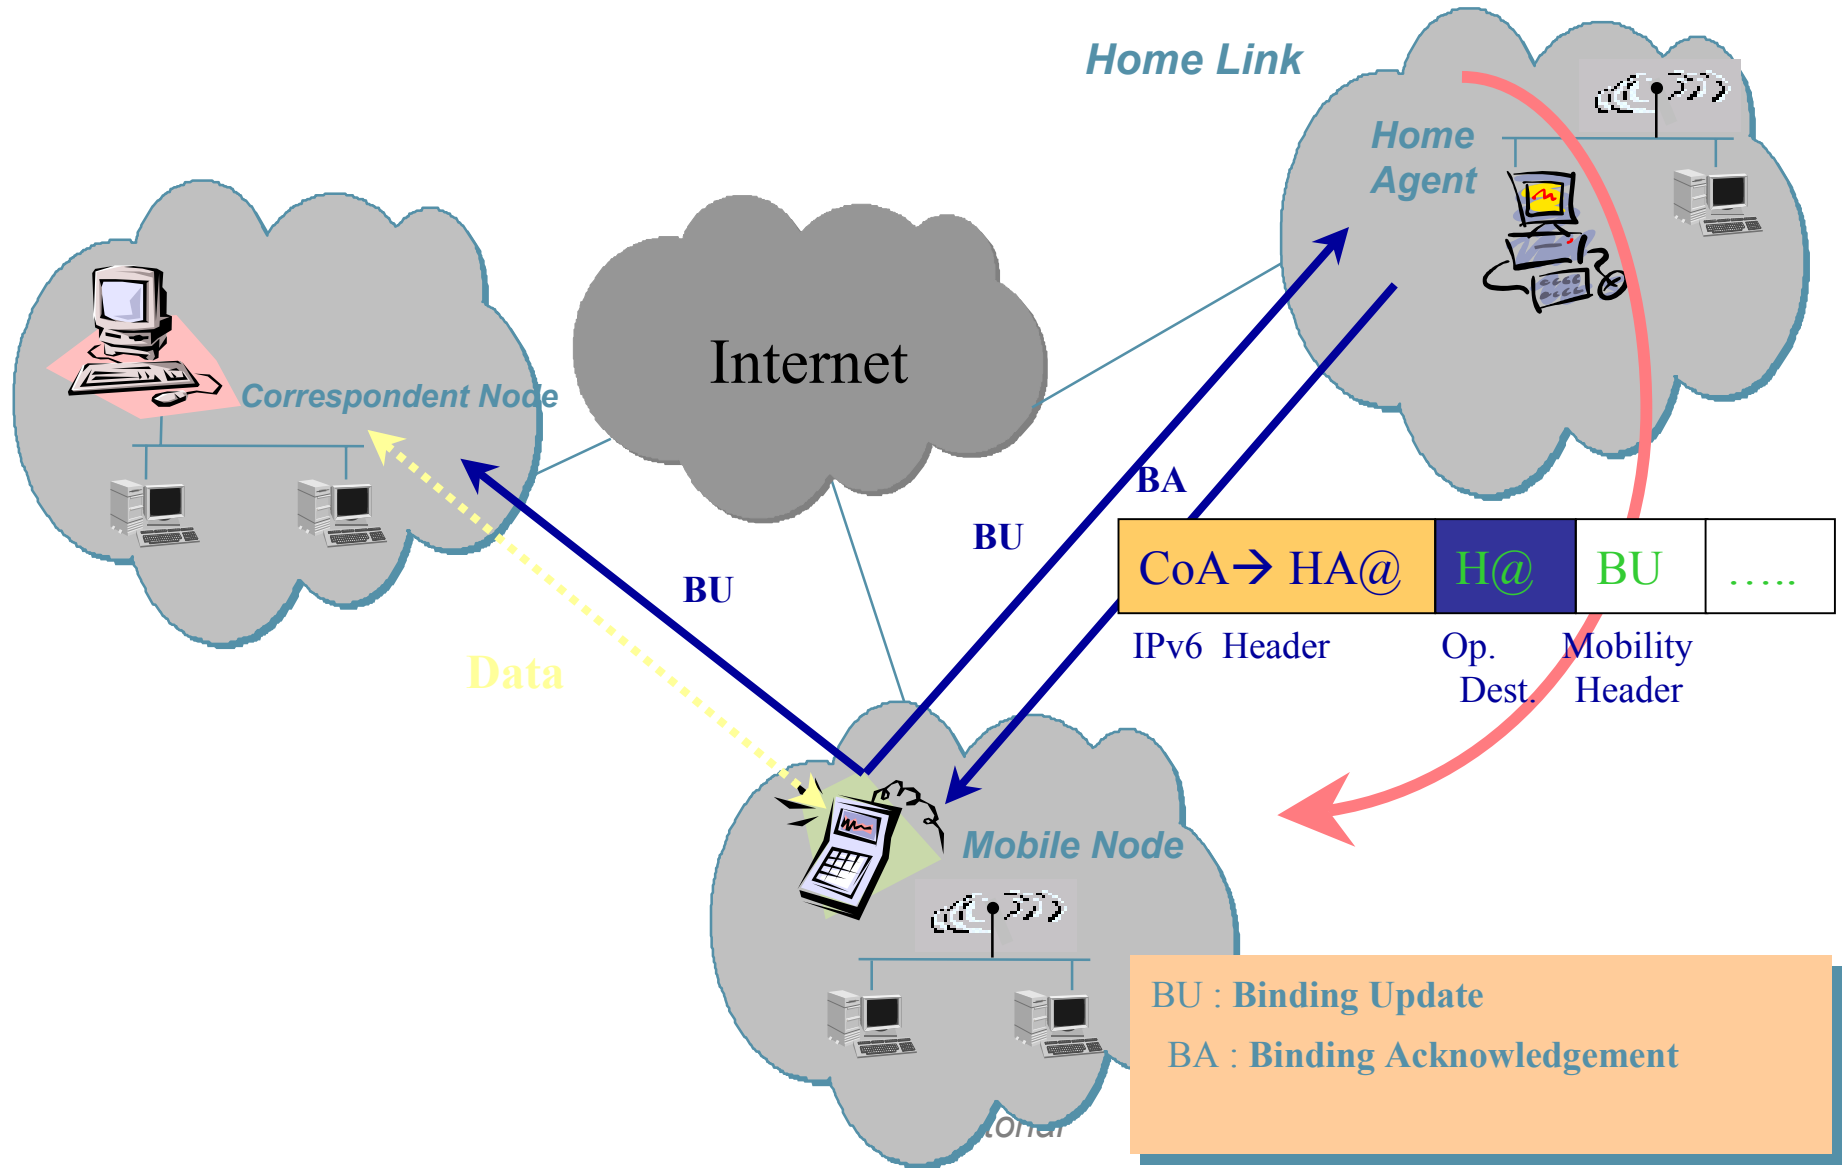 Home Link
Home
Agent
Internet
Correspondent Node
BA
BU
BU
CoA→ HA@ H@ BU .....
IPv6 Header Op. Mobility
Dest. Header
Data
Mobile Node
BU : Binding Update
BA : Binding Acknowledgement